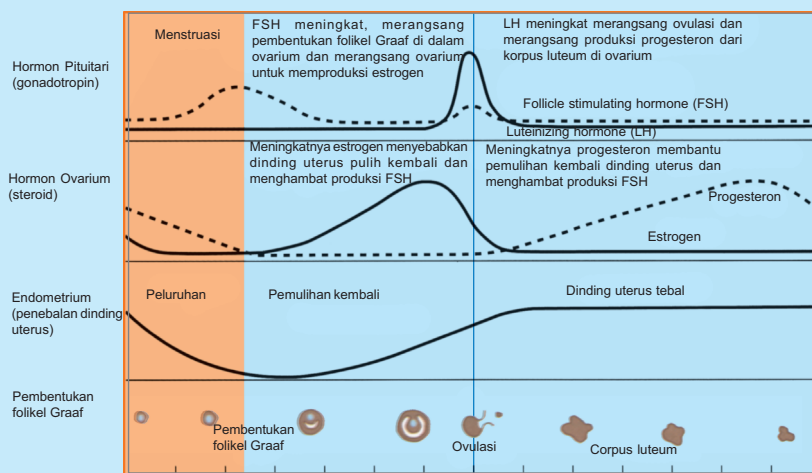 Menstruasi
FSH meningkat, merangsang
pembentukan folikel Graaf di dalam
ovarium dan merangsang ovarium
untuk memproduksi estrogen
LH meningkat merangsang ovulasi dan
merangsang produksi progesteron dari
korpus luteum di ovarium
Hormon Pituitari
(gonadotropin)
Follicle stimulating hormone (FSH)
Luteinizing hormone (LH)
Meningkatnya estrogen menyebabkan
dinding uterus pulih kembali dan
menghambat produksi FSH
Meningkatnya progesteron membantu
pemulihan kembali dinding uterus dan
menghambat produksi FSH
Hormon Ovarium
(steroid)
Progesteron
Estrogen
Endometrium
(penebalan dinding
uterus)
Peluruhan
Pemulihan kembali
Dinding uterus tebal
Pembentukan
folikel Graaf
Pembentukan
folikel Graaf
Ovulasi
Corpus luteum